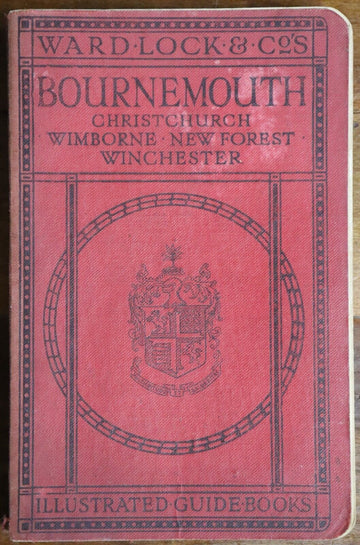 WARD·LOCK·&·Cº'S
BOURNEMOUTH
CHRISTCHURCH
·WIMBORNE·NEW FOREST·
WINCHESTER
ILLUSTRATED·GUIDE·BOOKS